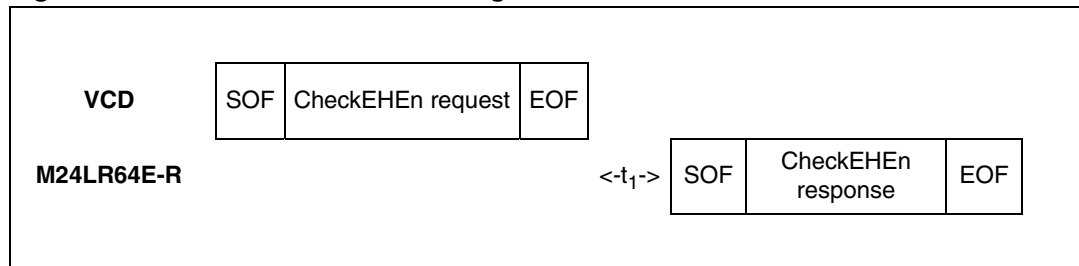 VCD SOF CheckEHEn request EOF
M24LR64E-R <-t1-> SOF CheckEHEn response EOF